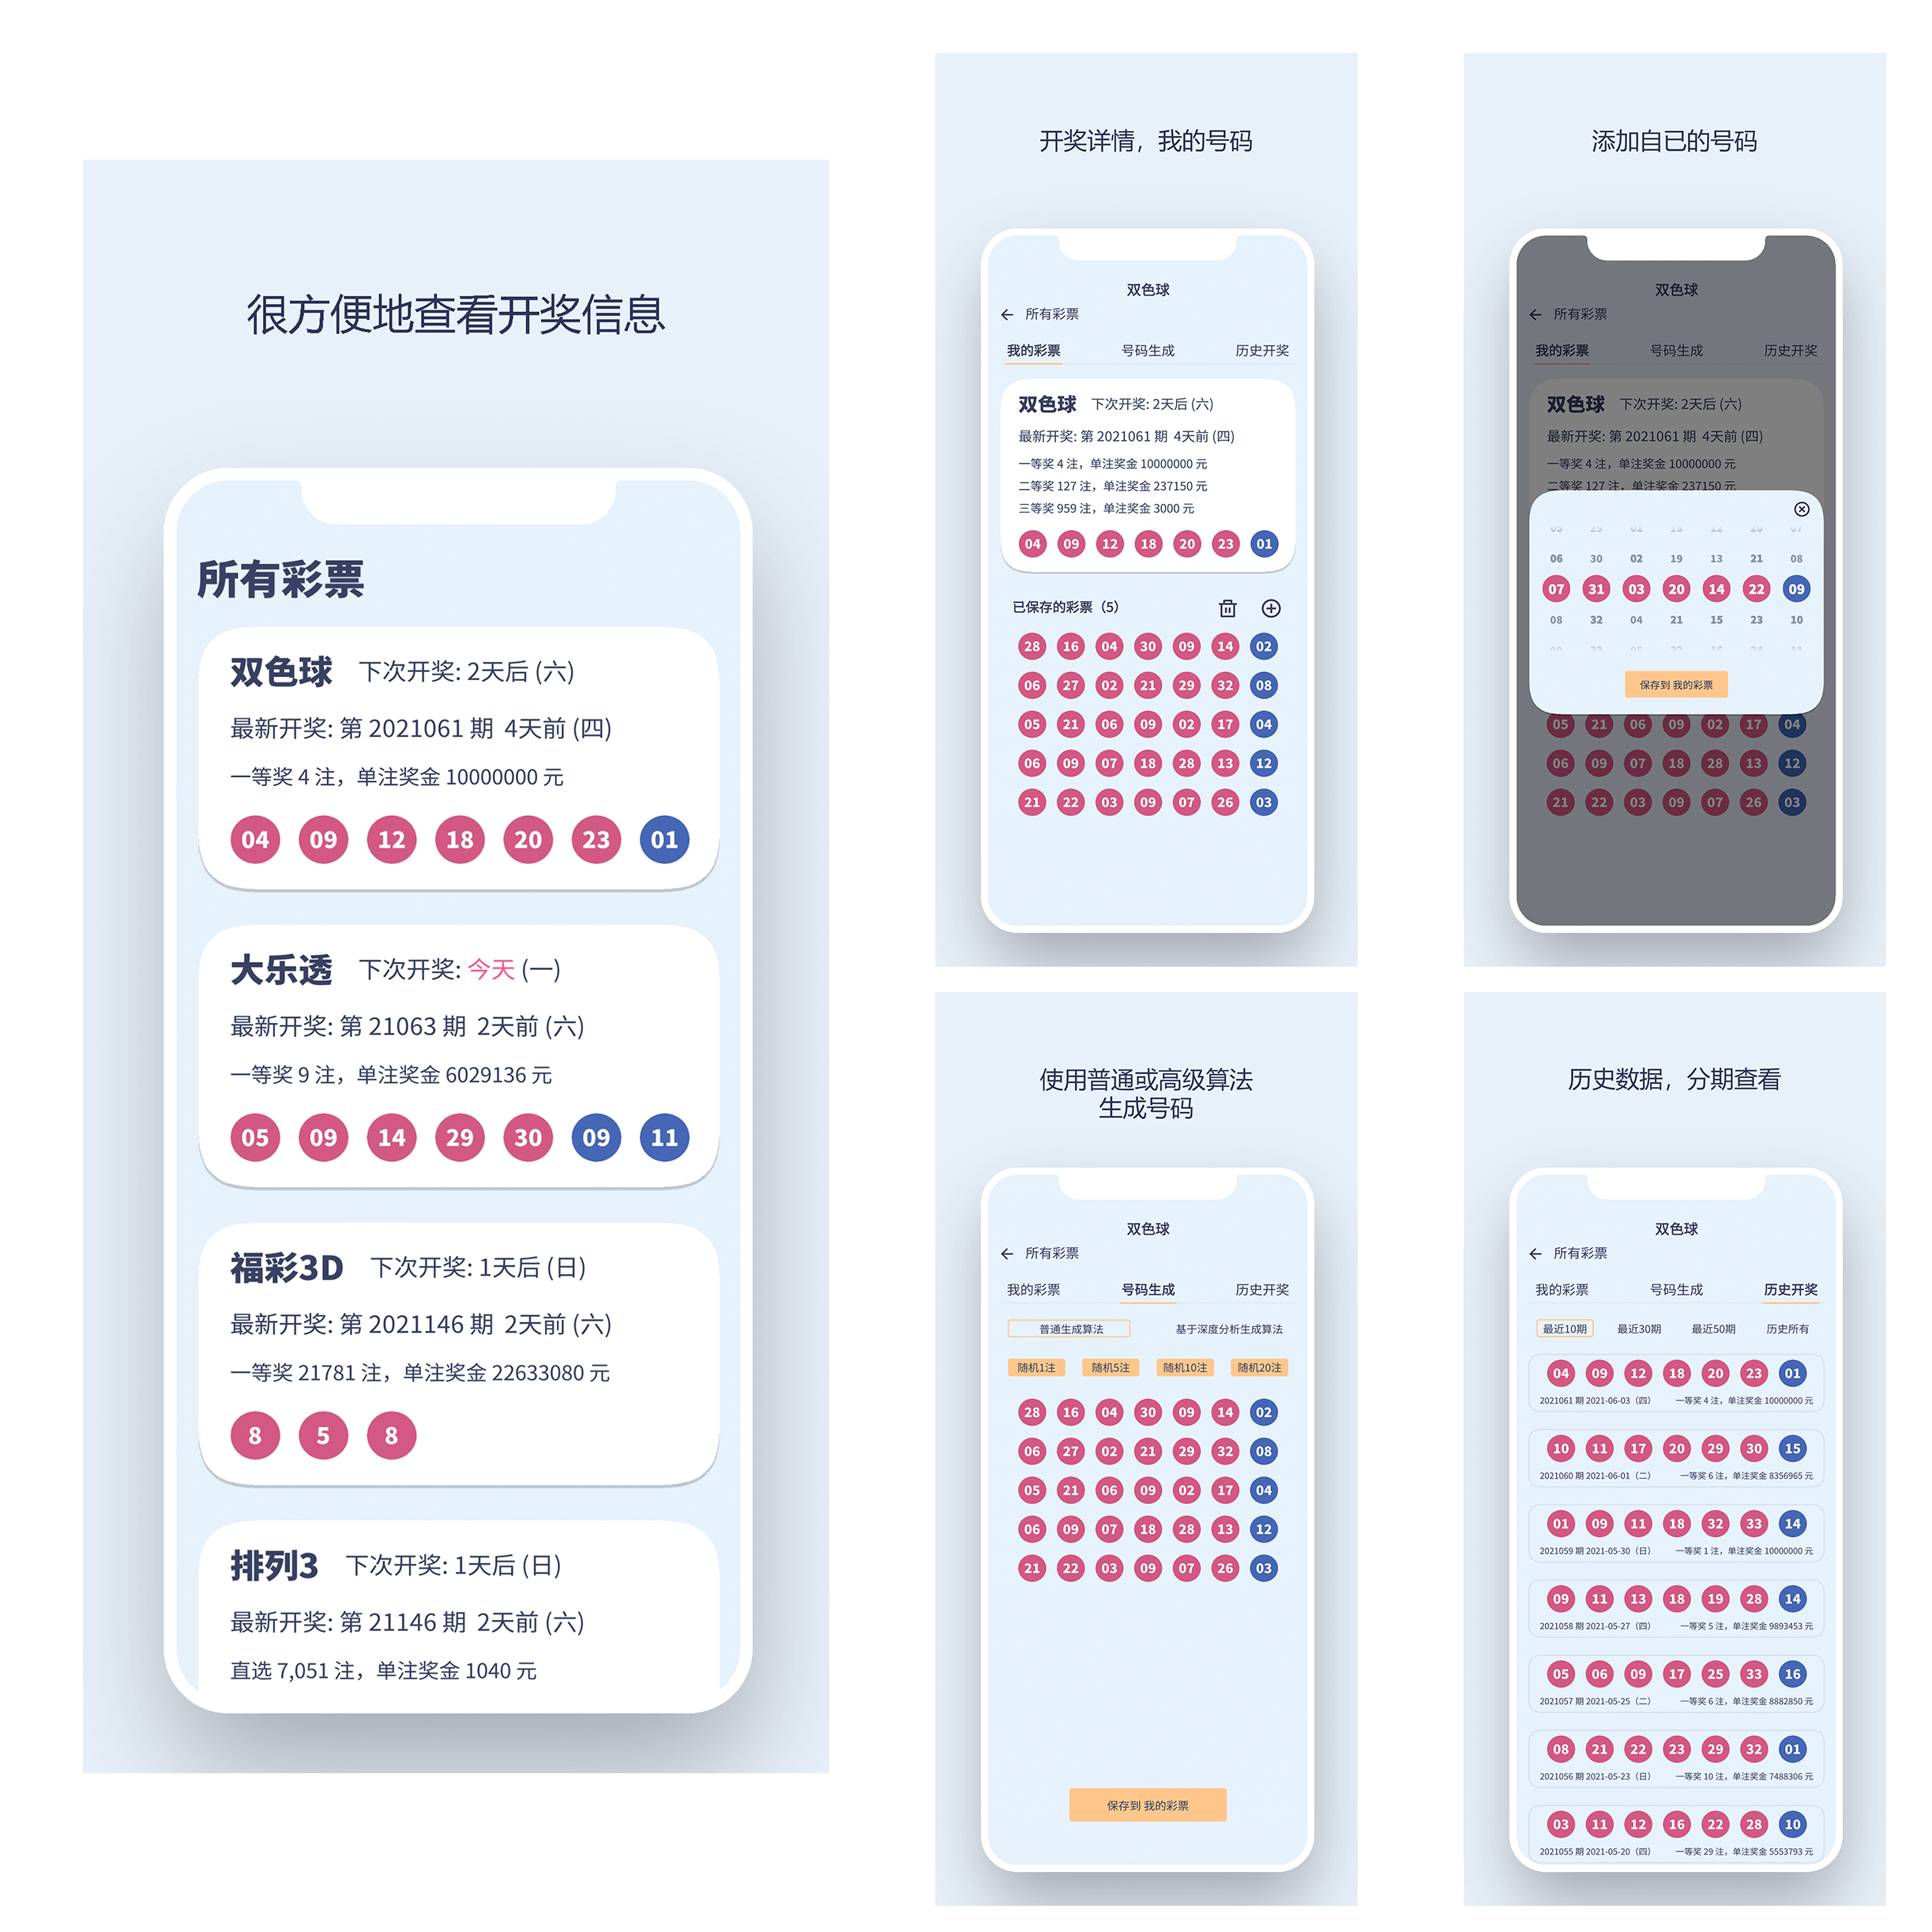 很方便地查看开奖信息
所有彩票
双色球 下次开奖: 2天后 (六)
最新开奖: 第 2021061 期 4天前 (四)
一等奖 4 注，单注奖金 10000000 元
04 09 12 18 20 23 01
大乐透 下次开奖: 今天 (一)
最新开奖: 第 21063 期 2天前 (六)
一等奖 9 注，单注奖金 6029136 元
05 09 14 29 30 09 11
福彩3D 下次开奖: 1天后 (日)
最新开奖: 第 2021146 期 2天前 (六)
一等奖 21781 注，单注奖金 22633080 元
8 5 8
排列3 下次开奖: 1天后 (日)
最新开奖: 第 21146 期 2天前 (六)
直选 7,051 注，单注奖金 1040 元
开奖详情，我的号码
双色球
所有彩票
我的彩票 号码生成 历史开奖
双色球 下次开奖: 2天后 (六)
最新开奖: 第 2021061 期 4天前 (四)
一等奖 4 注，单注奖金 10000000 元
二等奖 127 注，单注奖金 237150 元
三等奖 959 注，单注奖金 3000 元
04 09 12 18 20 23 01
已保存的彩票（5）
28 16 04 30 09 14 02
06 27 02 21 29 32 08
05 21 06 09 02 17 04
06 09 07 18 28 13 12
21 22 03 09 07 26 03
添加自已的号码
双色球
所有彩票
我的彩票 号码生成 历史开奖
双色球 下次开奖: 2天后 (六)
最新开奖: 第 2021061 期 4天前 (四)
一等奖 4 注，单注奖金 10000000 元
二等奖 127 注，单注奖金 237150 元
06 30 02 19 13 21 08
07 31 03 20 14 22 09
08 32 04 21 15 23 10
保存到 我的彩票
05 21 06 09 02 17 04
06 09 07 18 28 13 12
21 22 03 09 07 26 03
使用普通或高级算法
生成号码
双色球
所有彩票
我的彩票 号码生成 历史开奖
普通生成算法 基于深度分析生成算法
随机1注 随机5注 随机10注 随机20注
28 16 04 30 09 14 02
06 27 02 21 29 32 08
05 21 06 09 02 17 04
06 09 07 18 28 13 12
21 22 03 09 07 26 03
保存到 我的彩票
历史数据，分期查看
双色球
所有彩票
我的彩票 号码生成 历史开奖
最近10期 最近30期 最近50期 历史所有
04 09 12 18 20 23 01
2021061 期 2021-06-03（四） 一等奖 4 注，单注奖金 10000000 元
10 11 17 20 29 30 15
2021060 期 2021-06-01（二） 一等奖 6 注，单注奖金 8356965 元
01 09 11 18 32 33 14
2021059 期 2021-05-30（日） 一等奖 1 注，单注奖金 10000000 元
09 11 13 18 19 28 14
2021058 期 2021-05-27（四） 一等奖 5 注，单注奖金 9893453 元
05 06 09 17 25 33 16
2021057 期 2021-05-25（二） 一等奖 6 注，单注奖金 8882850 元
08 21 22 23 29 32 01
2021056 期 2021-05-23（日） 一等奖 10 注，单注奖金 7488306 元
03 11 12 16 22 28 10
2021055 期 2021-05-20（四） 一等奖 29 注，单注奖金 5553793 元